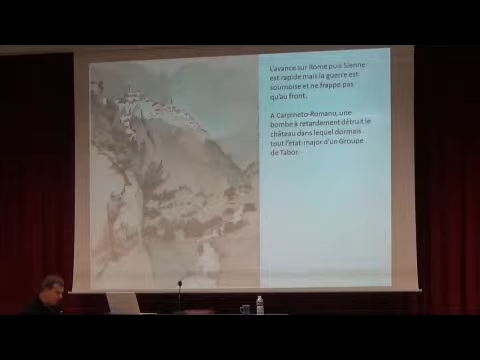 L'avance sur Rome puis Sienne
est rapide mais la guerre est
sournoise et ne frappe pas
qu'au front.
A Carpineto-Romano, une
bombe à retardement détruit le
château dans lequel dormais
tout l'état-major d'un Groupe
de Tabor.